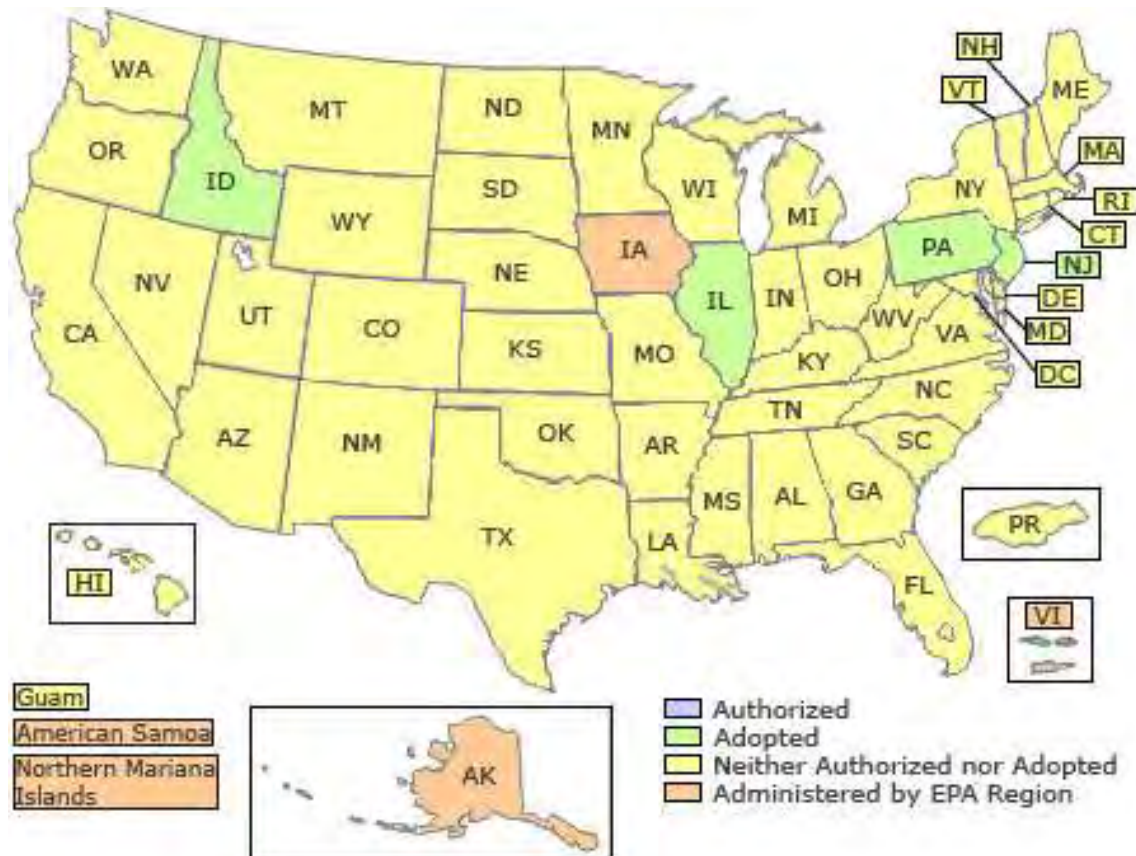 NH
WA
ME
VT
MT
ND
MN
OR
MA
ID
SD
WI
NY
RI
WY
MI
CT
IA
PA
NJ
NE
OH
NV
IL
IN
DE
UT
CO
WV
MD
CA
KS
MO
KY
VA
DC
NC
TN
AZ
NM
OK
AR
SC
MS
AL
GA
TX
LA
PR
HI
FL
VI
Guam
American Samoa
Northern Mariana
Islands
AK
Authorized
Adopted
Neither Authorized nor Adopted
Administered by EPA Region